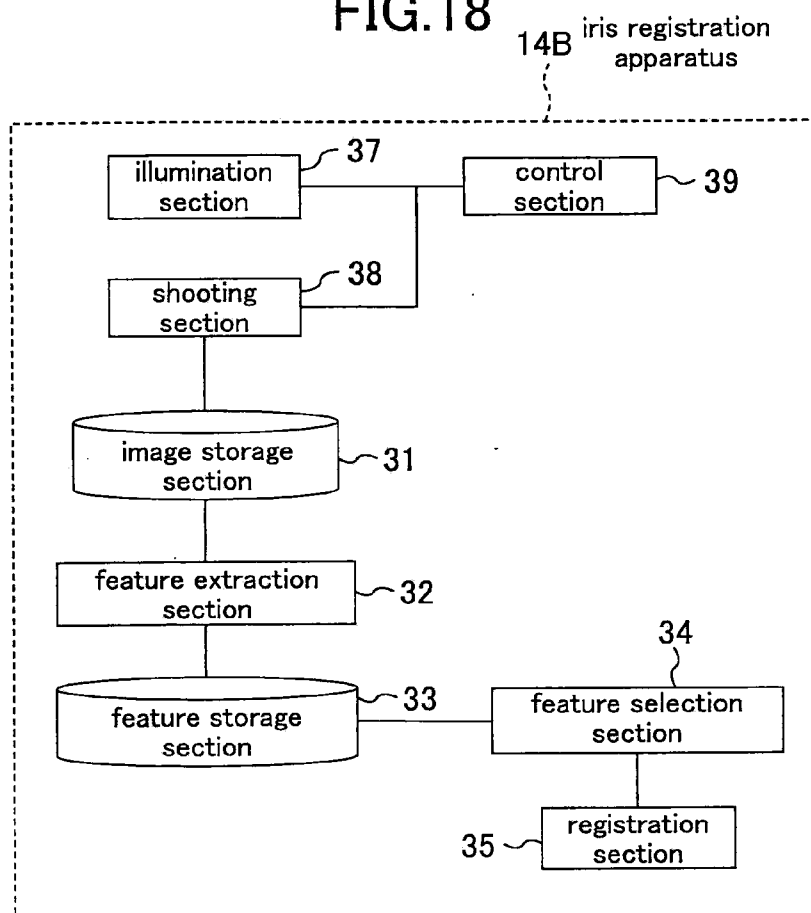 FIG.18
14B iris registration
apparatus
illumination
section
37
control
section
39
shooting
section
38
image storage
section
31
feature extraction
section
32
feature storage
section
33
34
feature selection
section
35
registration
section